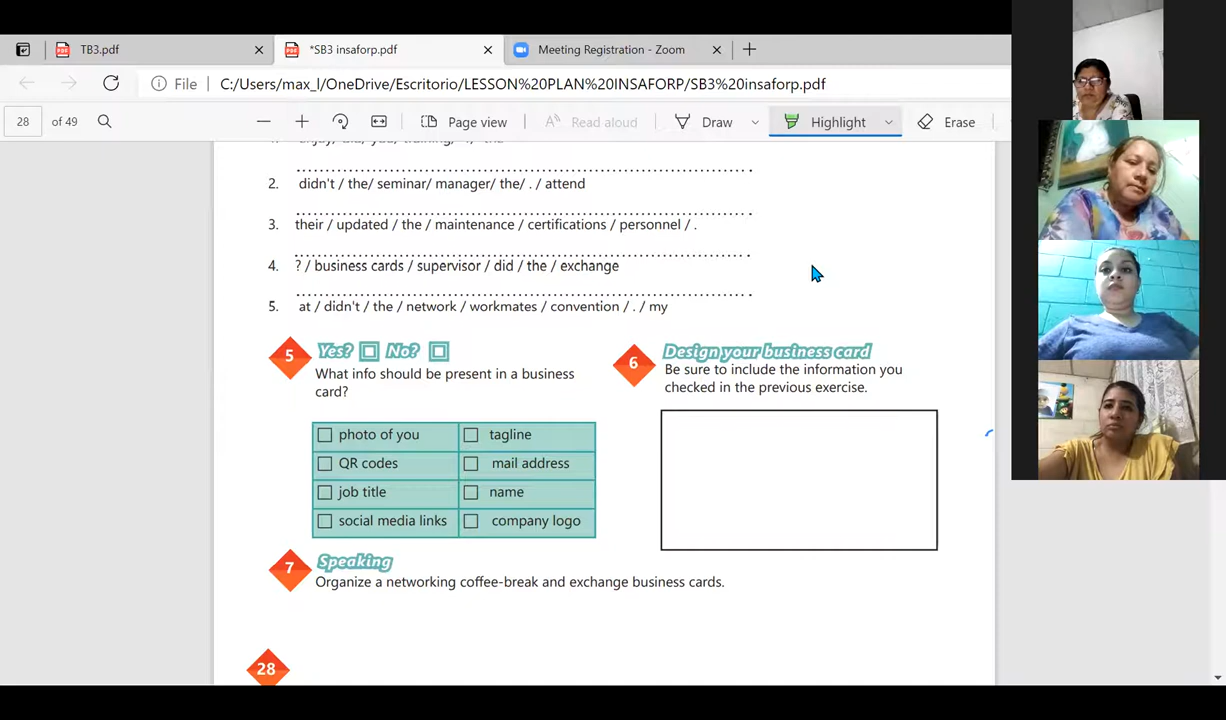 TB3.pdf
*SB3 insaforp.pdf
Meeting Registration - Zoom
File
C:/Users/max_l/OneDrive/Escritorio/LESSON%20PLAN%20INSAFORP/SB3%20insaforp.pdf
28 of 49
Page view
Read aloud
Draw
Highlight
Erase
2. didn't / the/ seminar/ manager/ the/ . / attend
3. their / updated / the / maintenance / certifications / personnel / .
4. ? / business cards / supervisor / did / the / exchange
5. at / didn't / the / network / workmates / convention / . / my
5 Yes? No?
What info should be present in a business
card?
photo of you
tagline
QR codes
mail address
job title
name
social media links
company logo
6 Design your business card
Be sure to include the information you
checked in the previous exercise.
7 Speaking
Organize a networking coffee-break and exchange business cards.
28